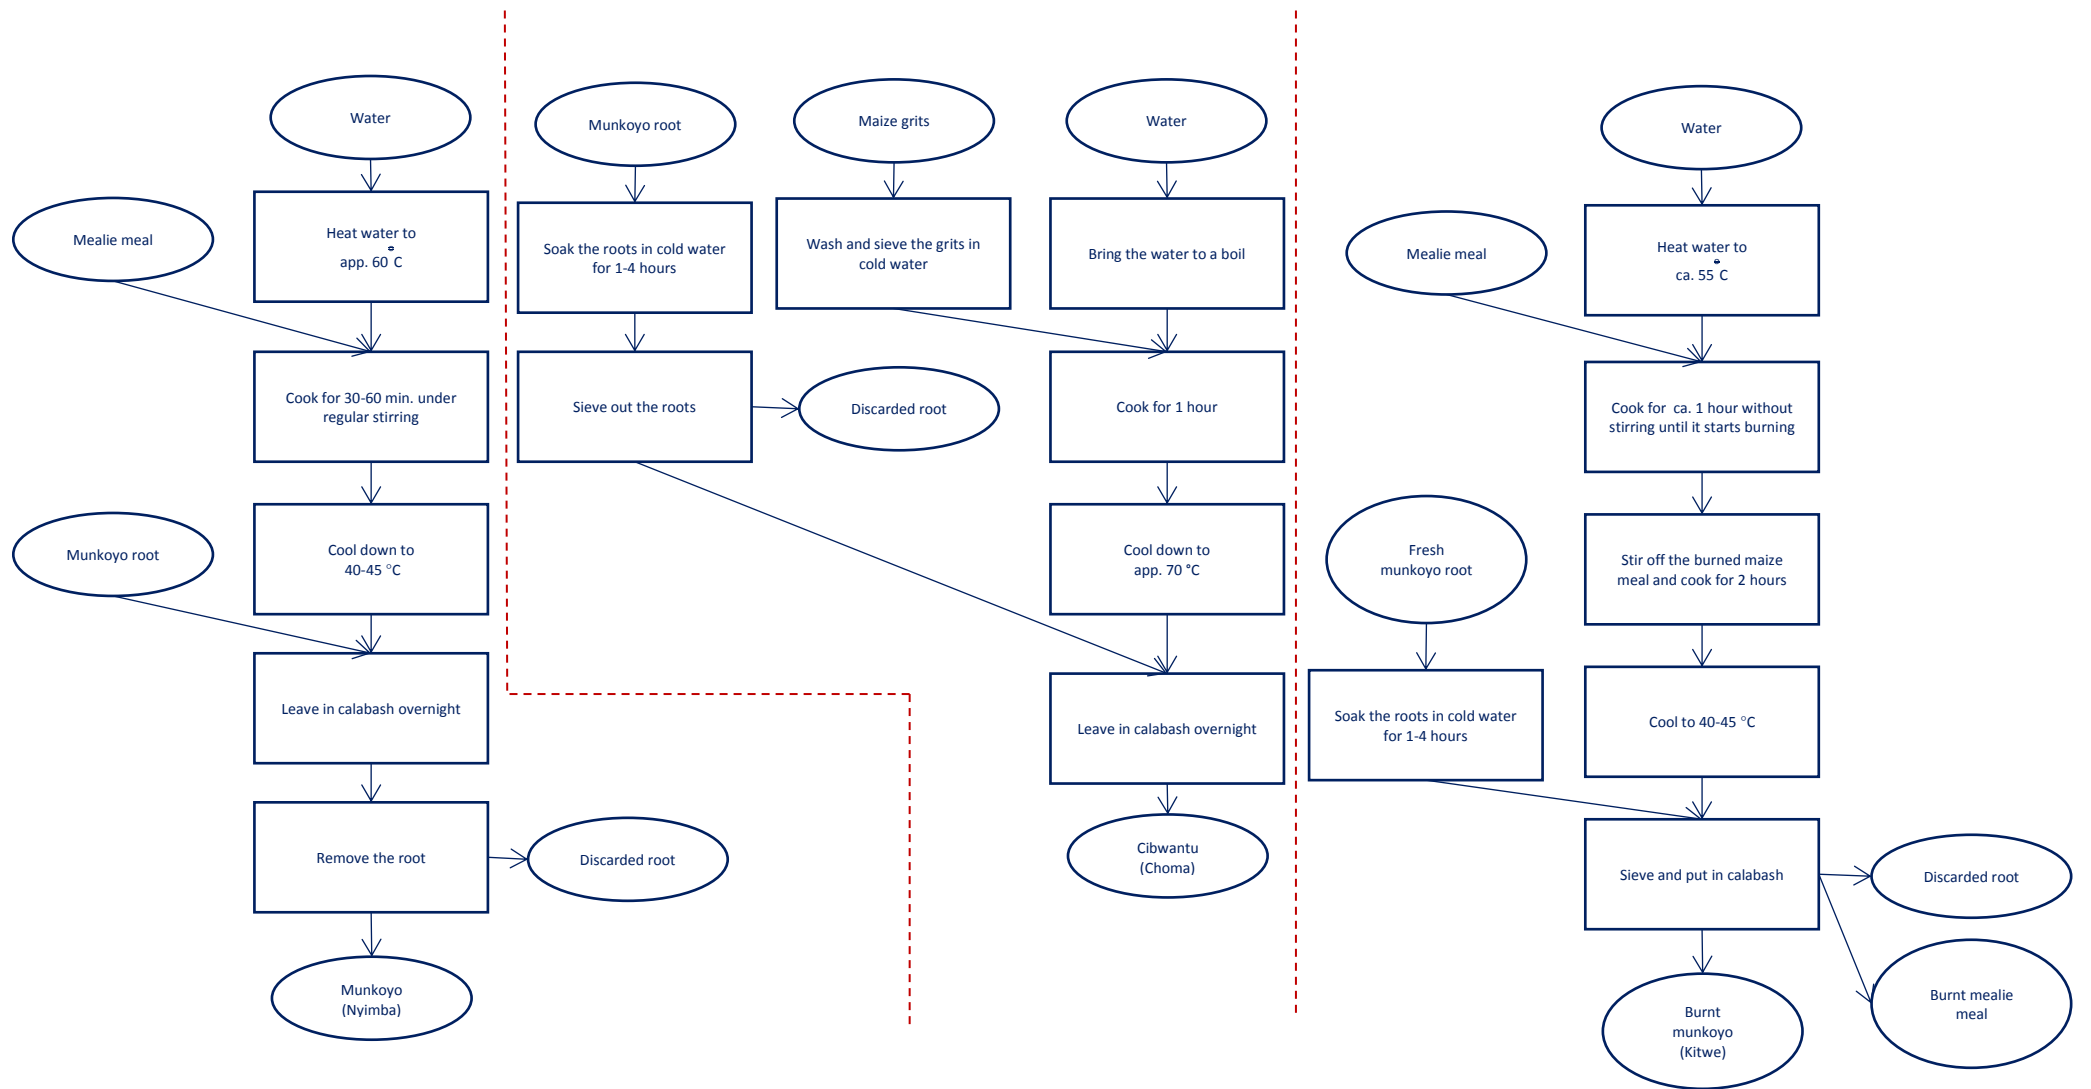 Water
Mealie meal
Heat water to
app. 60°C
Cook for 30-60 min. under
regular stirring
Cool down to
40-45 °C
Munkoyo root
Leave in calabash overnight
Remove the root
Discarded root
Munkoyo
(Nyimba)
Munkoyo root
Soak the roots in cold water
for 1-4 hours
Sieve out the roots
Discarded root
Maize grits
Wash and sieve the grits in
cold water
Water
Bring the water to a boil
Cook for 1 hour
Cool down to
app. 70 °C
Leave in calabash overnight
Cibwantu
(Choma)
Water
Mealie meal
Heat water to
ca. 55°C
Cook for  ca. 1 hour without
stirring until it starts burning
Stir off the burned maize
meal and cook for 2 hours
Fresh
munkoyo root
Soak the roots in cold water
for 1-4 hours
Cool to 40-45 °C
Sieve and put in calabash
Discarded root
Burnt mealie
meal
Burnt
munkoyo
(Kitwe)